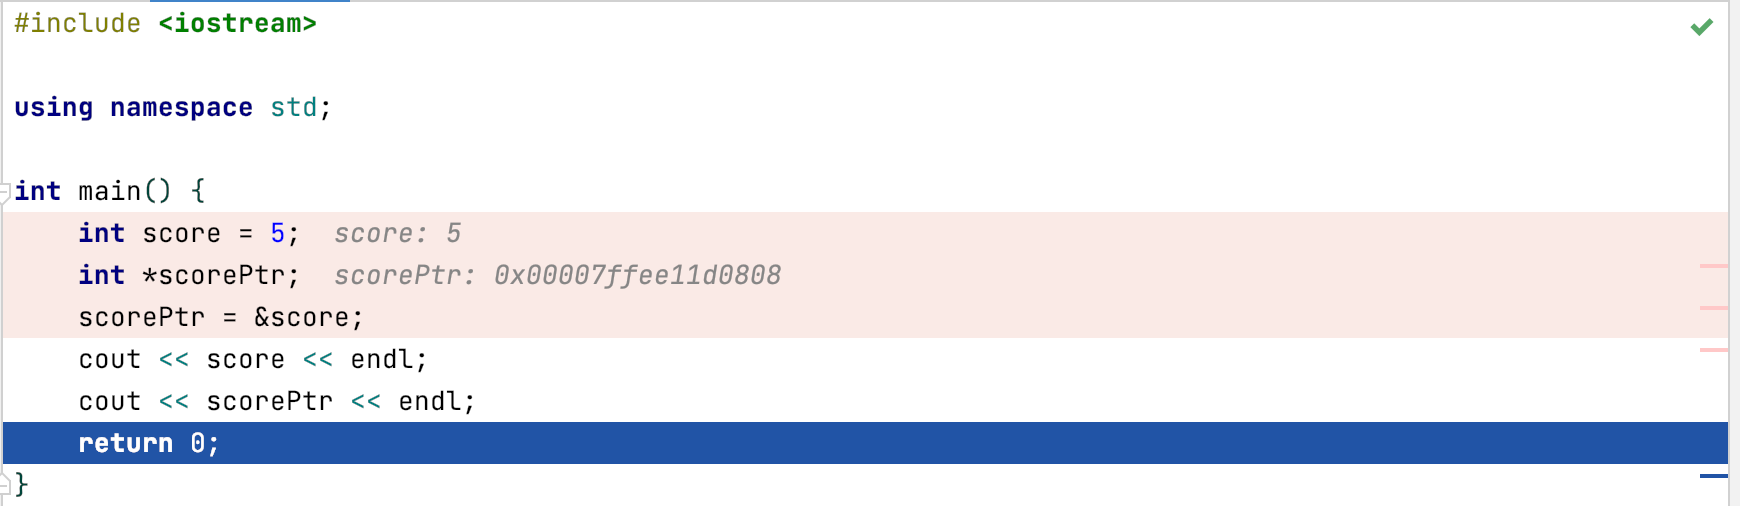 #include <iostream>

using namespace std;

int main() {
    int score = 5;  score: 5
    int *scorePtr;  scorePtr: 0x00007ffee11d0808
    scorePtr = &score;
    cout << score << endl;
    cout << scorePtr << endl;
    return 0;
}